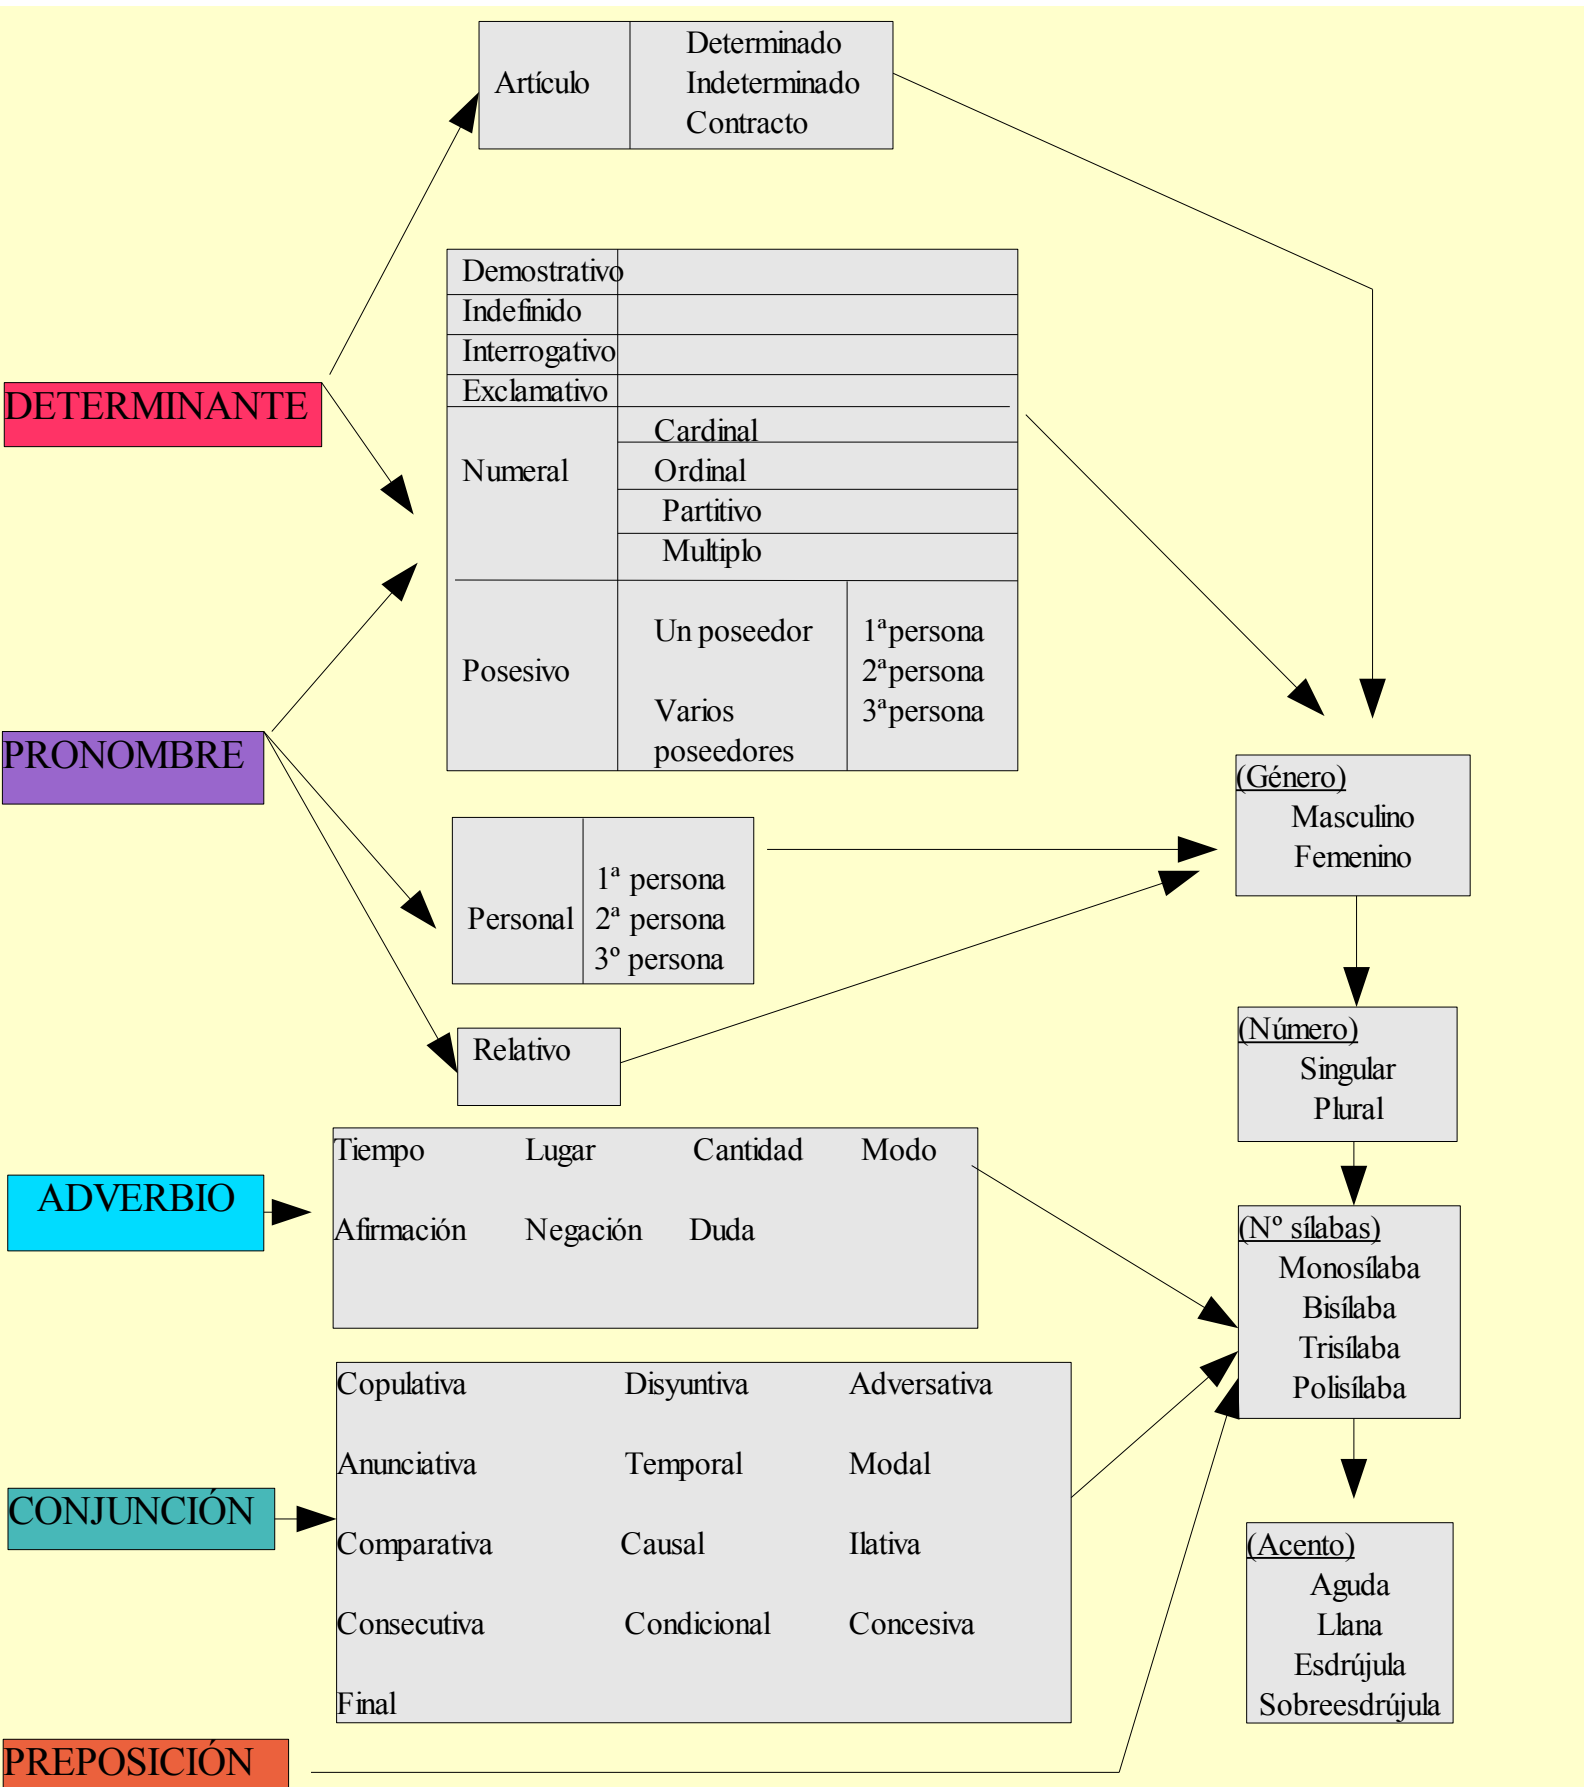 Determinado
Artículo
Indeterminado
Contracto
DETERMINANTE
Demostrativo
Indefinido
Interrogativo
Exclamativo
Numeral
Cardinal
Ordinal
Partitivo
Multiplo
Posesivo
Un poseedor
Varios
poseedores
1ªpersona
2ªpersona
3ªpersona
PRONOMBRE
Personal
1ª persona
2ª persona
3º persona
Relativo
(Género)
Masculino
Femenino
(Número)
Singular
Plural
ADVERBIO
Tiempo Lugar Cantidad Modo
Afirmación Negación Duda
(Nº sílabas)
Monosílaba
Bisílaba
Trisílaba
Polisílaba
CONJUNCIÓN
Copulativa Disyuntiva Adversativa
Anunciativa Temporal Modal
Comparativa Causal Ilativa
Consecutiva Condicional Concesiva
Final
(Acento)
Aguda
Llana
Esdrújula
Sobreesdrújula
PREPOSICIÓN